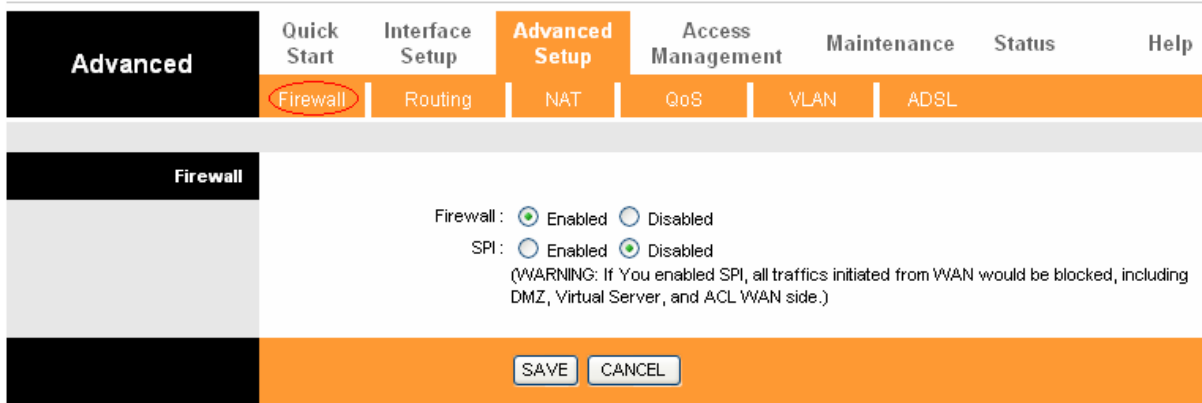 Advanced
Quick Start
Interface Setup
Advanced Setup
Access Management
Maintenance
Status
Help
Firewall
Routing
NAT
QoS
VLAN
ADSL
Firewall
Firewall : Enabled Disabled
SPI : Enabled Disabled
(WARNING: If You enabled SPI, all traffics initiated from WAN would be blocked, including
DMZ, Virtual Server, and ACL WAN side.)
SAVE
CANCEL